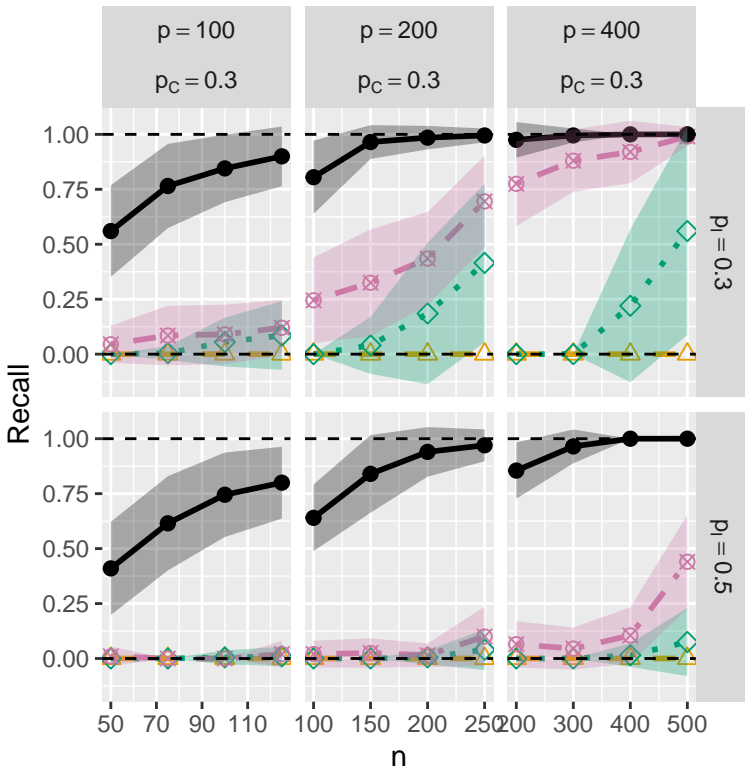 p = 100 p = 200 p = 400
p_C = 0.3 p_C = 0.3 p_C = 0.3
1.00
0.75
0.50
0.25
0.00
p_I = 0.3
Recall
1.00
0.75
0.50
0.25
0.00
p_I = 0.5
50 70 90 110 100 150 200 250 200 300 400 500
n